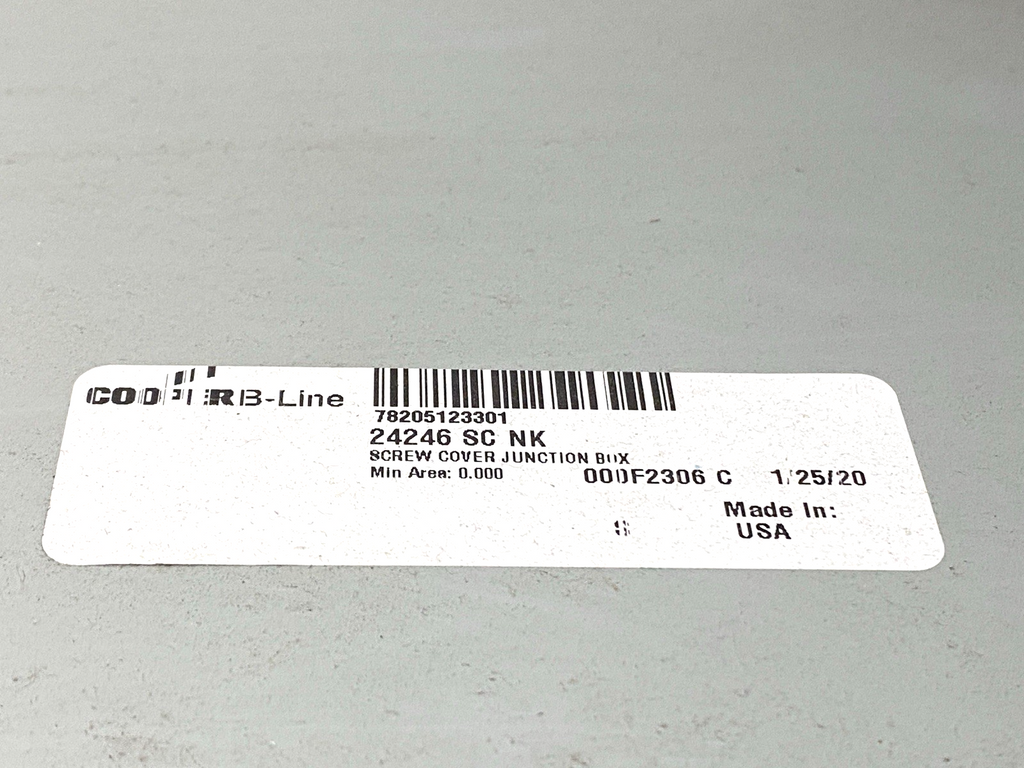 COOPER B-Line
78205123301
24246 SC NK
SCREW COVER JUNCTION BOX
Min Area: 0.000
000F2306 C 1/25/20
Made In:
USA